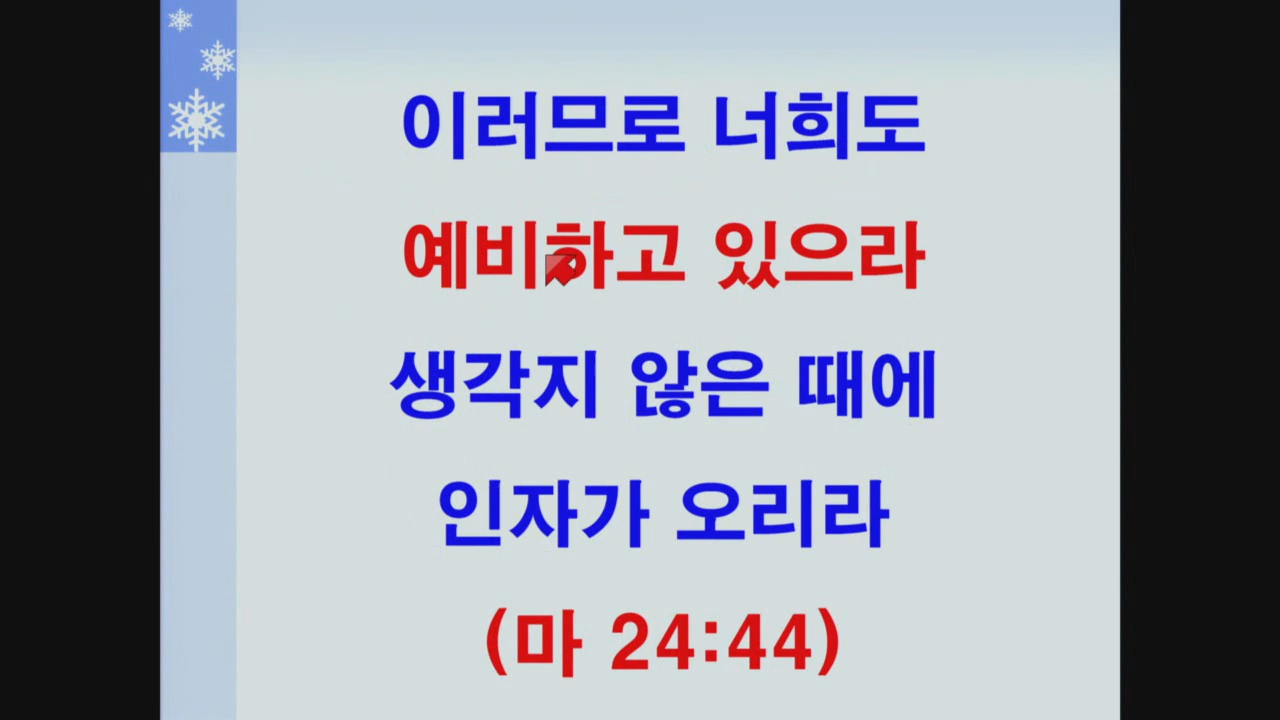 이러므로 너희도
예비하고 있으라
생각지 않은 때에
인자가 오리라
(마 24:44)